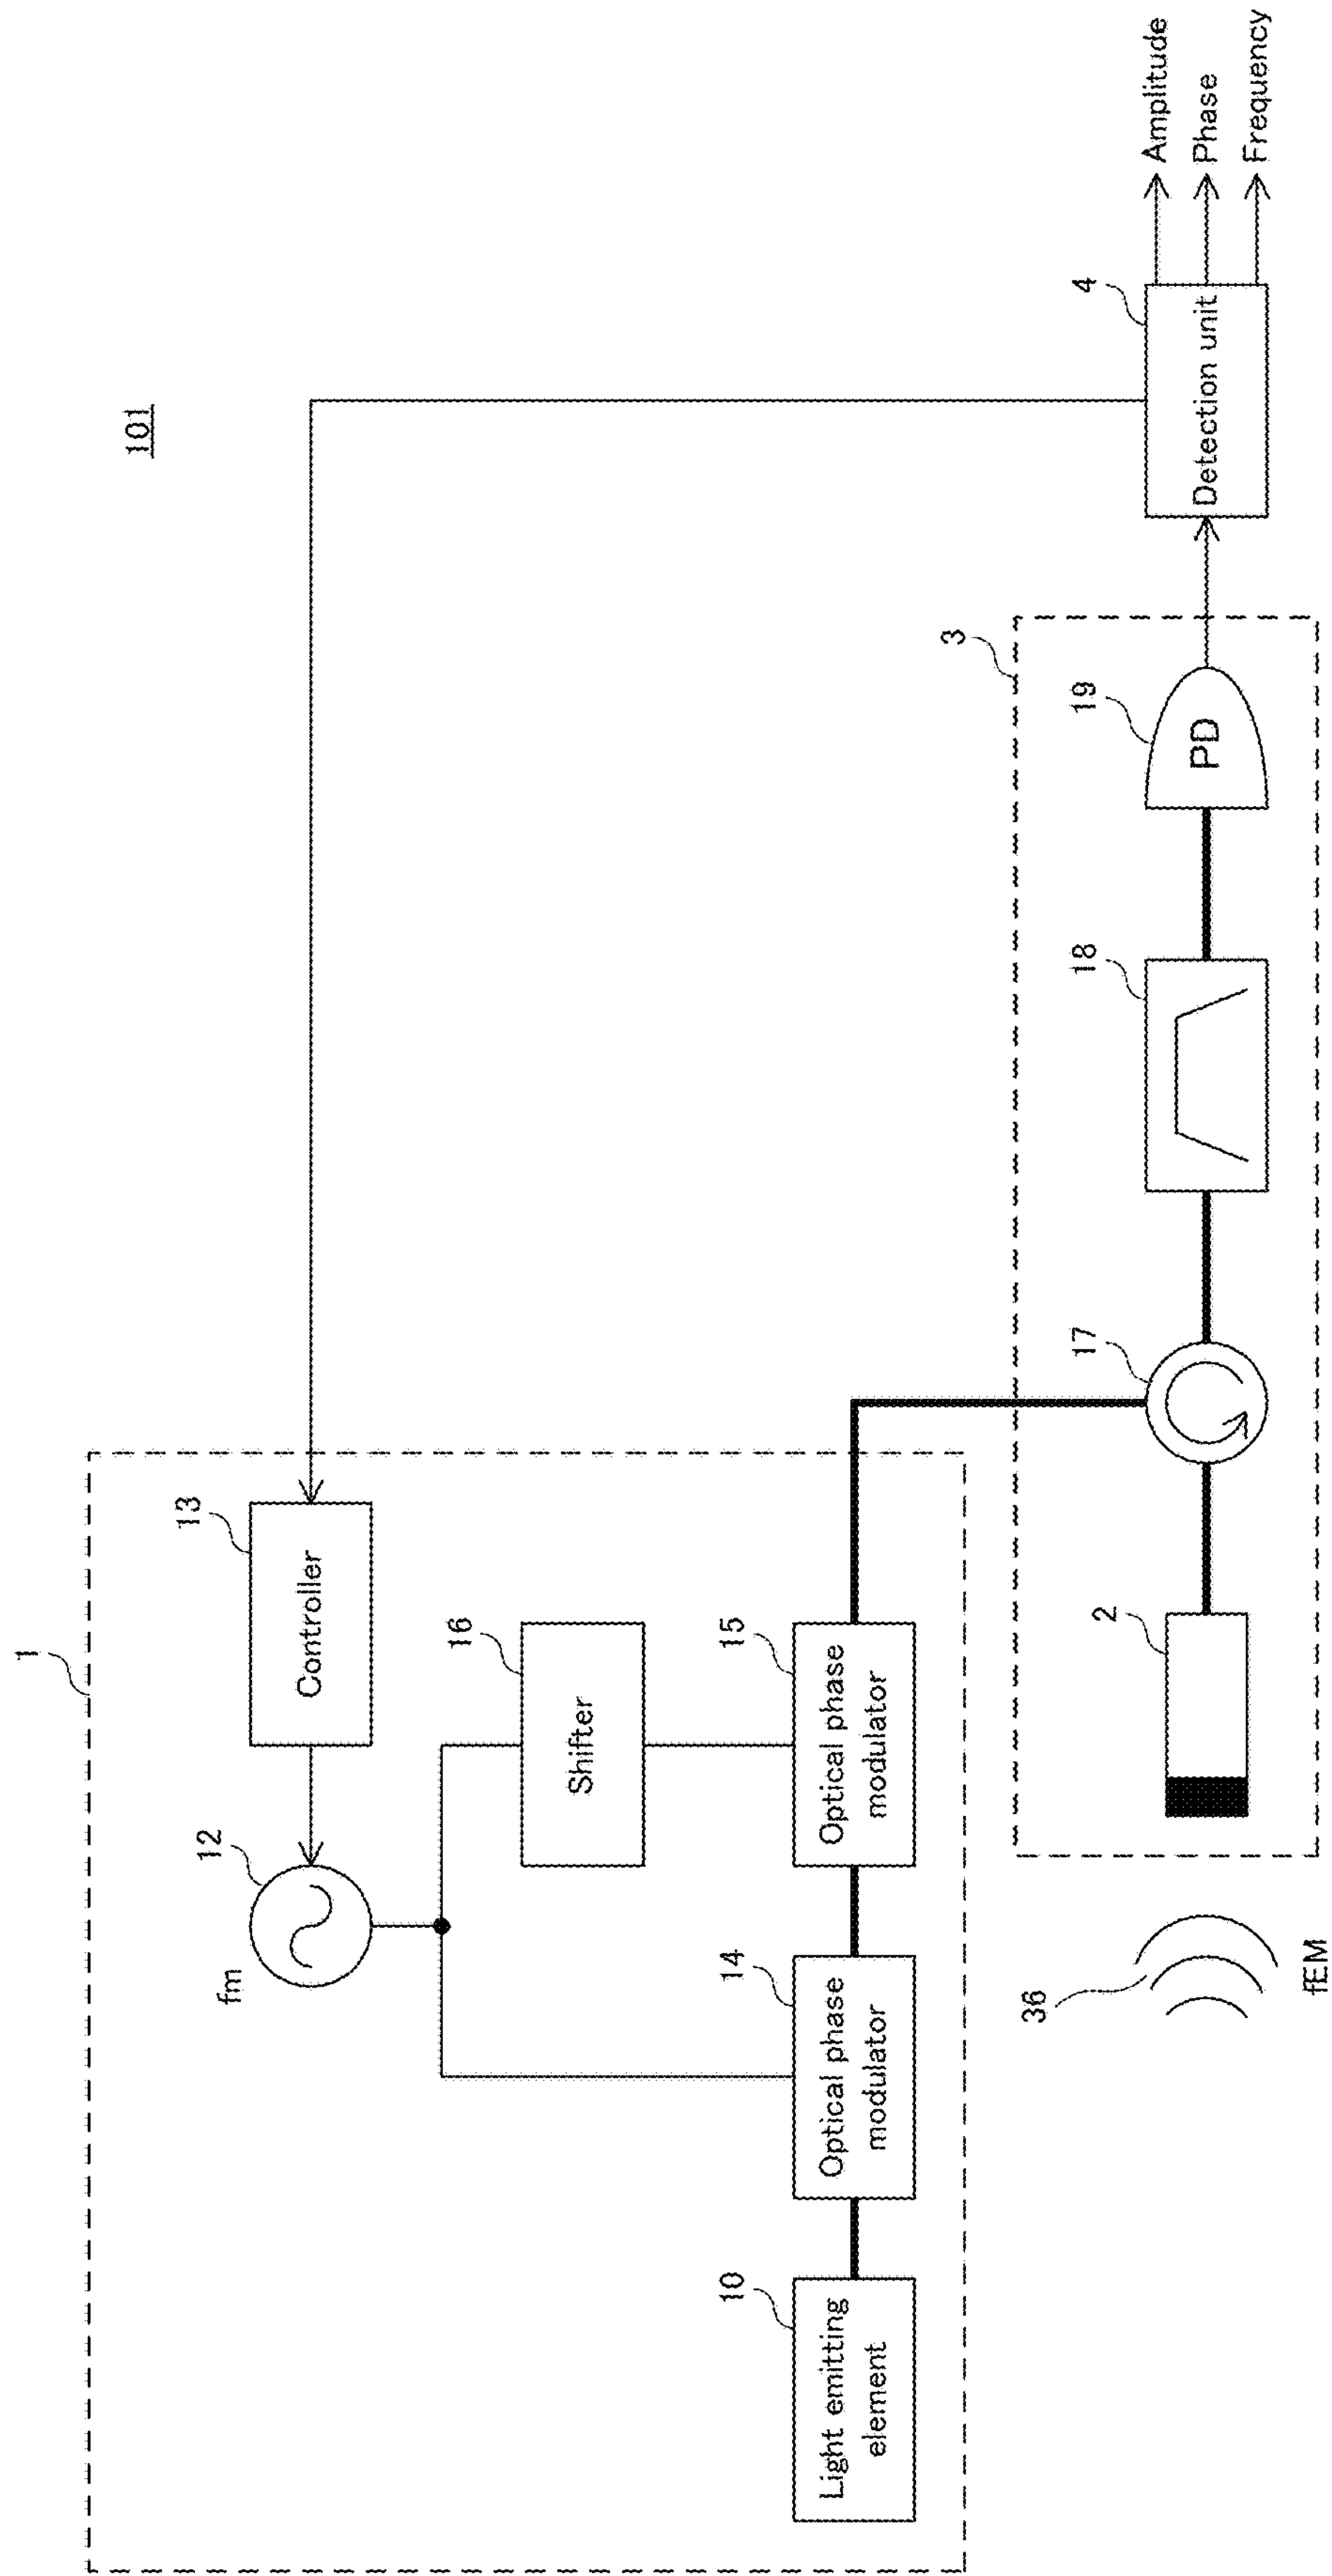 101
1
fm
12
13
Controller
16
Shifter
10
Light emitting
element
14
Optical phase
modulator
15
Optical phase
modulator
3
36
fEM
2
17
18
19
PD
4
Detection unit
Amplitude
Phase
Frequency